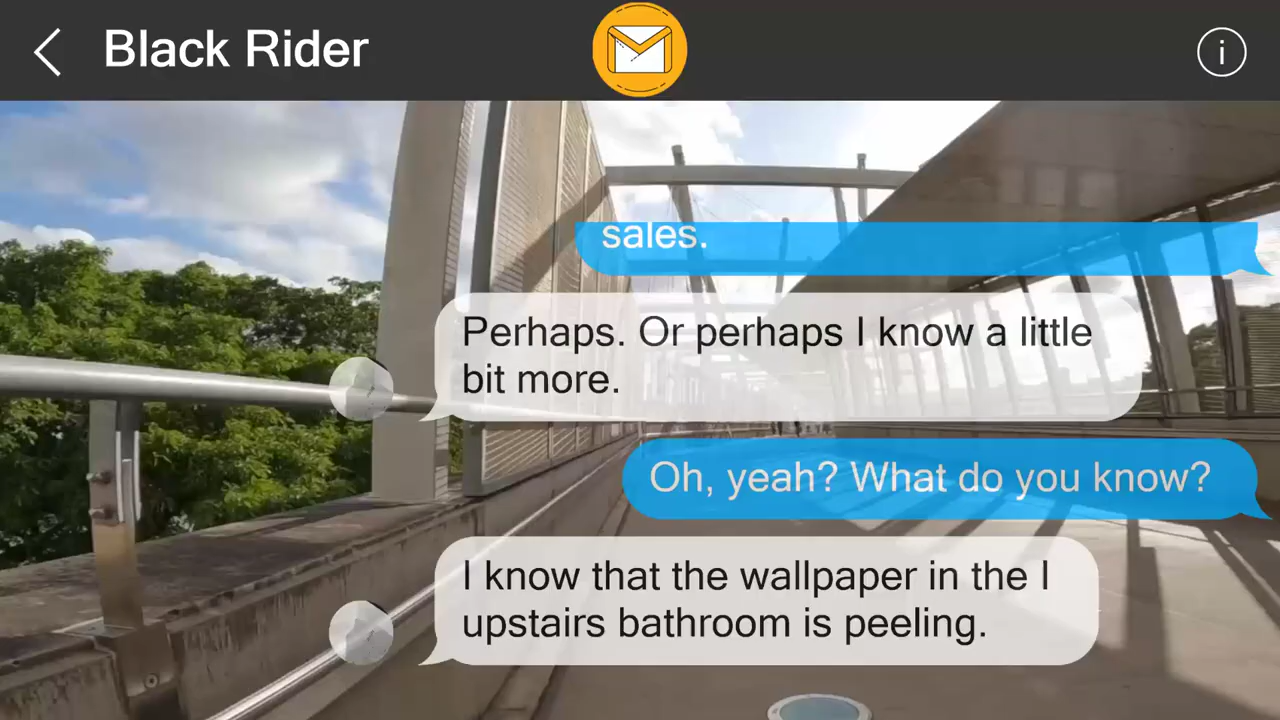 Black Rider
i
sales.
Perhaps. Or perhaps I know a little
bit more.
Oh, yeah? What do you know?
I know that the wallpaper in the I
upstairs bathroom is peeling.